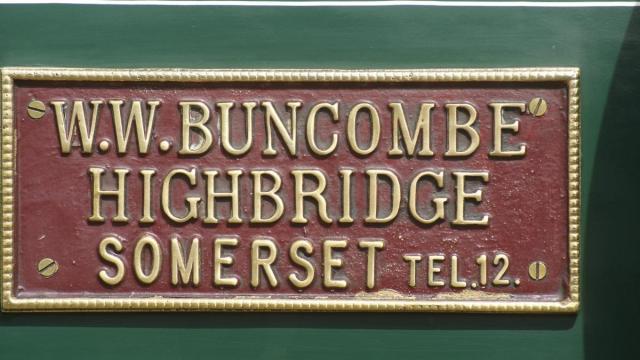 W.W. BUNCOMBE
HIGHBRIDGE
SOMERSET TEL.12.